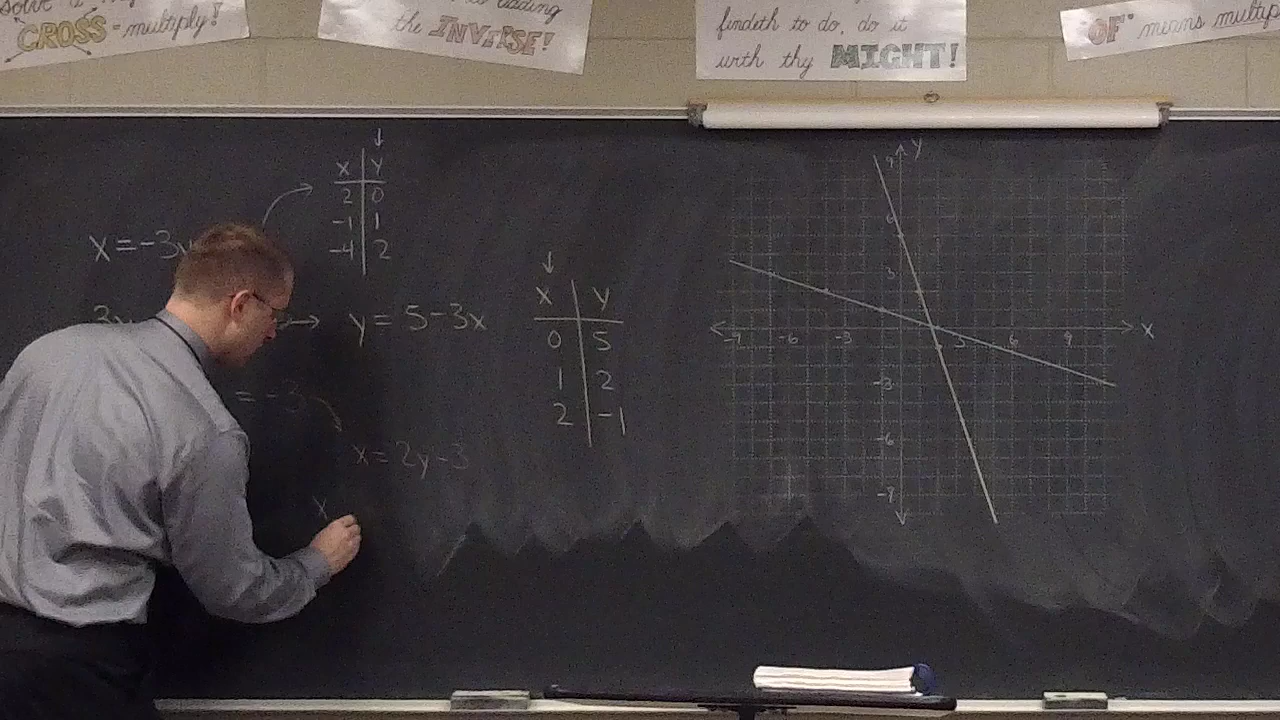 CROSS-multiply!
adding
the INVERSE!
findeth to do, do it
with thy MIGHT!
"OF" means
x y
2 0
-1 1
-4 2
x = -3y
3y
y = 5-3x
x y
0 5
1 2
2 -1
= -3
x = 2y-3
x
y
9
6
3
-9 -6 -3 3 6 9 x
-3
-6
-9